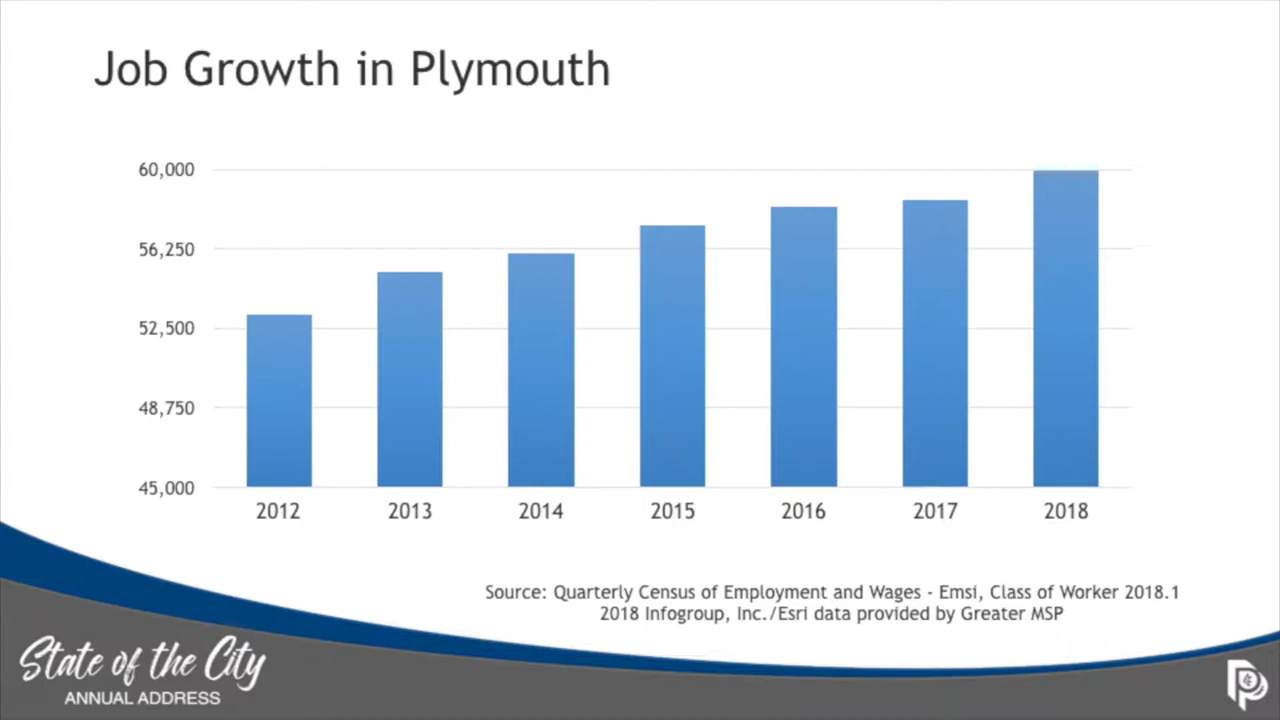 Job Growth in Plymouth
60,000
56,250
52,500
48,750
45,000
2012 2013 2014 2015 2016 2017 2018
Source: Quarterly Census of Employment and Wages - Emsi, Class of Worker 2018.1
2018 Infogroup, Inc./Esri data provided by Greater MSP
State of the City
ANNUAL ADDRESS